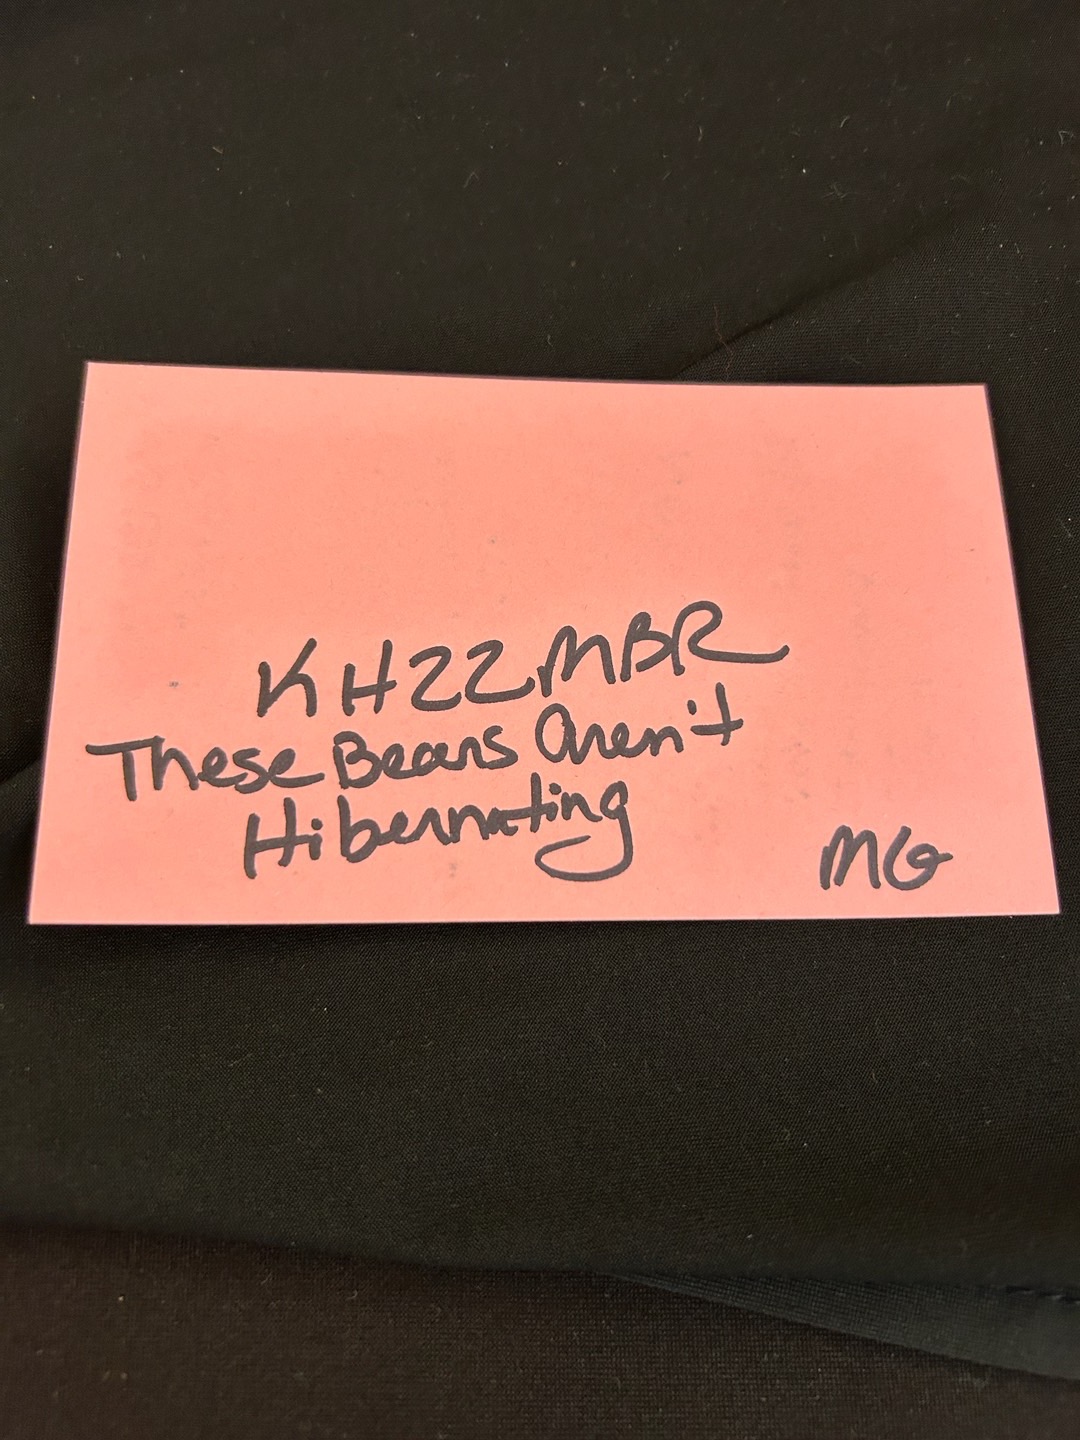 KH22MBR
These Bears Aren't
Hibernating
MG